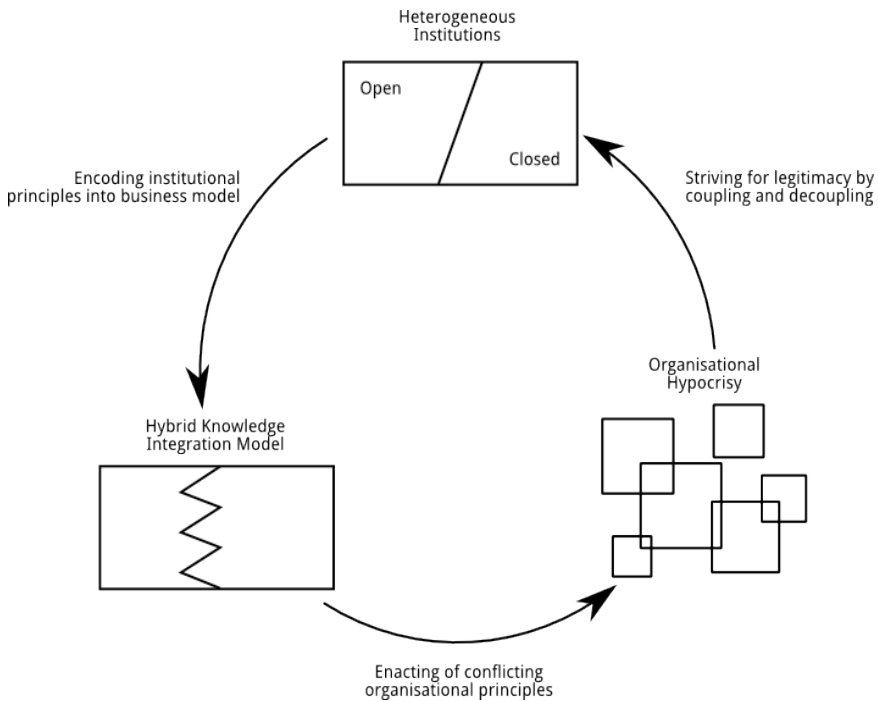 Heterogeneous
Institutions
Open
Closed
Encoding institutional
principles into business model
Striving for legitimacy by
coupling and decoupling
Organisational
Hypocrisy
Hybrid Knowledge
Integration Model
Enacting of conflicting
organisational principles